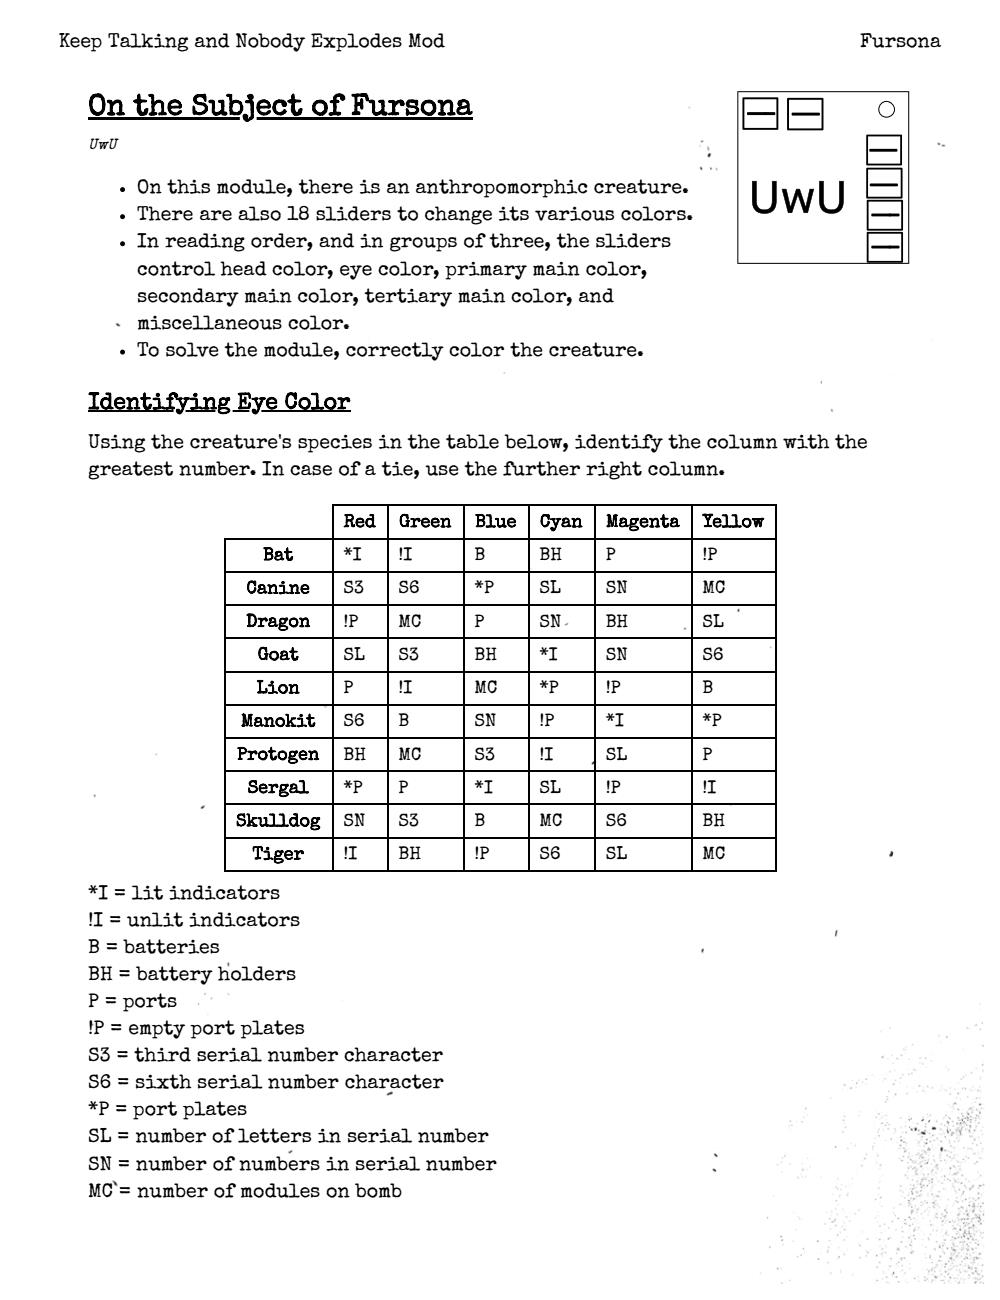 Keep Talking and Nobody Explodes Mod
Fursona
On the Subject of Fursona
UwU
• On this module, there is an anthropomorphic creature.
• There are also 18 sliders to change its various colors.
• In reading order, and in groups of three, the sliders
control head color, eye color, primary main color,
secondary main color, tertiary main color, and
miscellaneous color.
• To solve the module, correctly color the creature.
UwU
Identifying Eye Color
Using the creature's species in the table below, identify the column with the
greatest number. In case of a tie, use the further right column.
Red Green Blue Cyan Magenta Yellow
Bat *I !I B BH P !P
Canine S3 S6 *P SL SN MC
Dragon !P MC P SN BH SL
Goat SL S3 BH *I SN S6
Lion P !I MC *P !P B
Manokit S6 B SN !P *I *P
Protogen BH MC S3 !I SL P
Sergal *P P *I SL !P !I
Skulldog SN S3 B MC S6 BH
Tiger !I BH !P S6 SL MC
*I = lit indicators
!I = unlit indicators
B = batteries
BH = battery holders
P = ports
!P = empty port plates
S3 = third serial number character
S6 = sixth serial number character
*P = port plates
SL = number of letters in serial number
SN = number of numbers in serial number
MC = number of modules on bomb